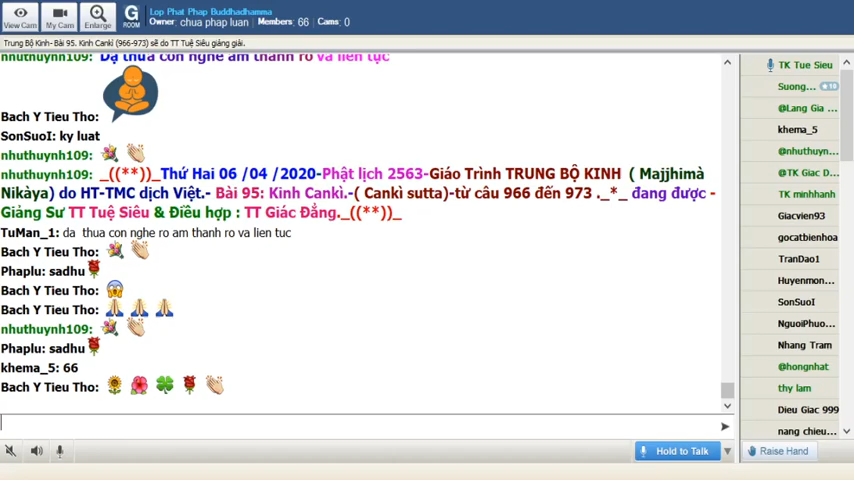 View Cam
My Cam
Enlarge
G
ROOM
Lop Phat Phap Buddhadhamma
Owner: chua phap luan Members: 66 Cams: 0
Trung Bộ Kinh- Bài 95. Kinh Cankì (966-973) sẽ do TT Tuệ Siêu giảng giải.
nhuthuynh109: Dạ thưa con nghe âm thanh rõ và liên tục
Bach Y Tieu Tho:
SonSuoI: ky luat
nhuthuynh109:
nhuthuynh109: _((**))_Thứ Hai 06 /04 /2020-Phật lịch 2563-Giáo Trình TRUNG BỘ KINH ( Majjhimà
Nikàya) do HT-TMC dịch Việt.- Bài 95: Kinh Cankì.-( Cankì sutta)-từ câu 966 đến 973 ._*_ đang được -
Giảng Sư TT Tuệ Siêu & Điều hợp : TT Giác Đẳng._((**))_
TuMan_1: da thua con nghe ro am thanh ro va lien tuc
Bach Y Tieu Tho:
Phaplu: sadhu
Bach Y Tieu Tho:
Bach Y Tieu Tho:
nhuthuynh109:
Phaplu: sadhu
khema_5: 66
Bach Y Tieu Tho:
TK Tue Sieu
Suong... 18
@Lang Gia ...
khema_5
@nhuthuyn...
@TK Giac D...
TK minhhanh
Giacvien93
gocatbienhoa
TranDao1
Huyenmon...
SonSuoI
NguoiPhuo...
Nhang Tram
@hongnhat
thy lam
Dieu Giac 999
nang chieu...
Hold to Talk
Raise Hand